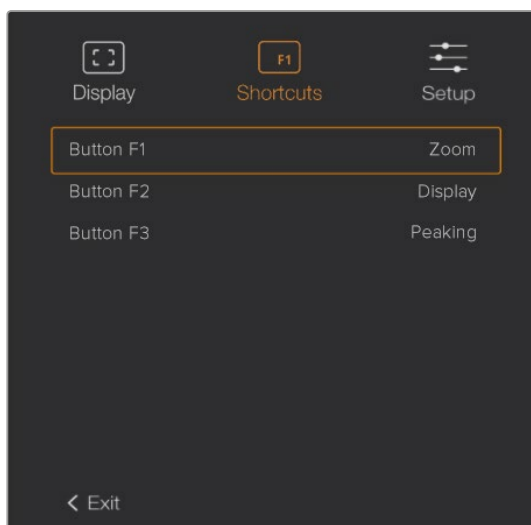 F1
Display Shortcuts Setup
Button F1 Zoom
Button F2 Display
Button F3 Peaking
< Exit